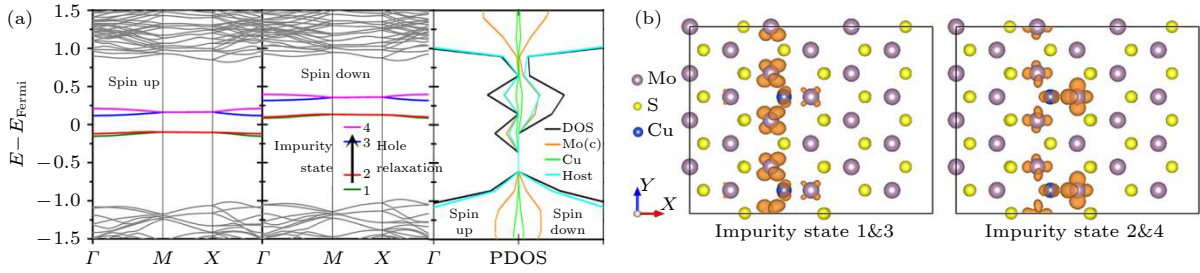 (a)
E−E_Fermi
1.5
1.0
0.5
0
−0.5
−1.0
−1.5
Spin up
Spin down
Impurity
state
4
3
2
1
Hole
relaxation
DOS
Mo(c)
Cu
Host
Spin
up
Spin
down
Γ M X Γ M X Γ PDOS
(b)
Mo
S
Cu
Y
X
Impurity state 1&3
Impurity state 2&4